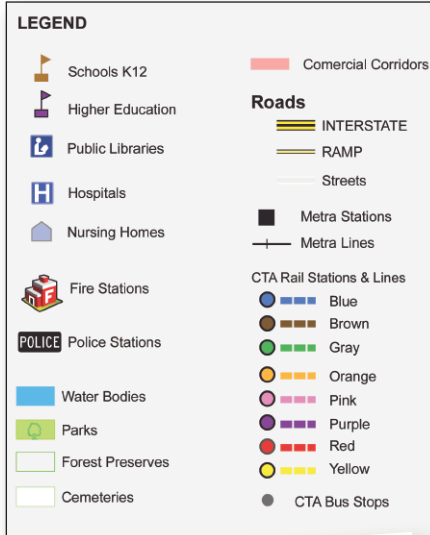 LEGEND
Schools K12
Higher Education
Public Libraries
H
Hospitals
Nursing Homes
F
Fire Stations
POLICE
Police Stations
Water Bodies
Parks
Forest Preserves
Cemeteries
Comercial Corridors
Roads
INTERSTATE
RAMP
Streets
Metra Stations
Metra Lines
CTA Rail Stations & Lines
Blue
Brown
Gray
Orange
Pink
Purple
Red
Yellow
CTA Bus Stops